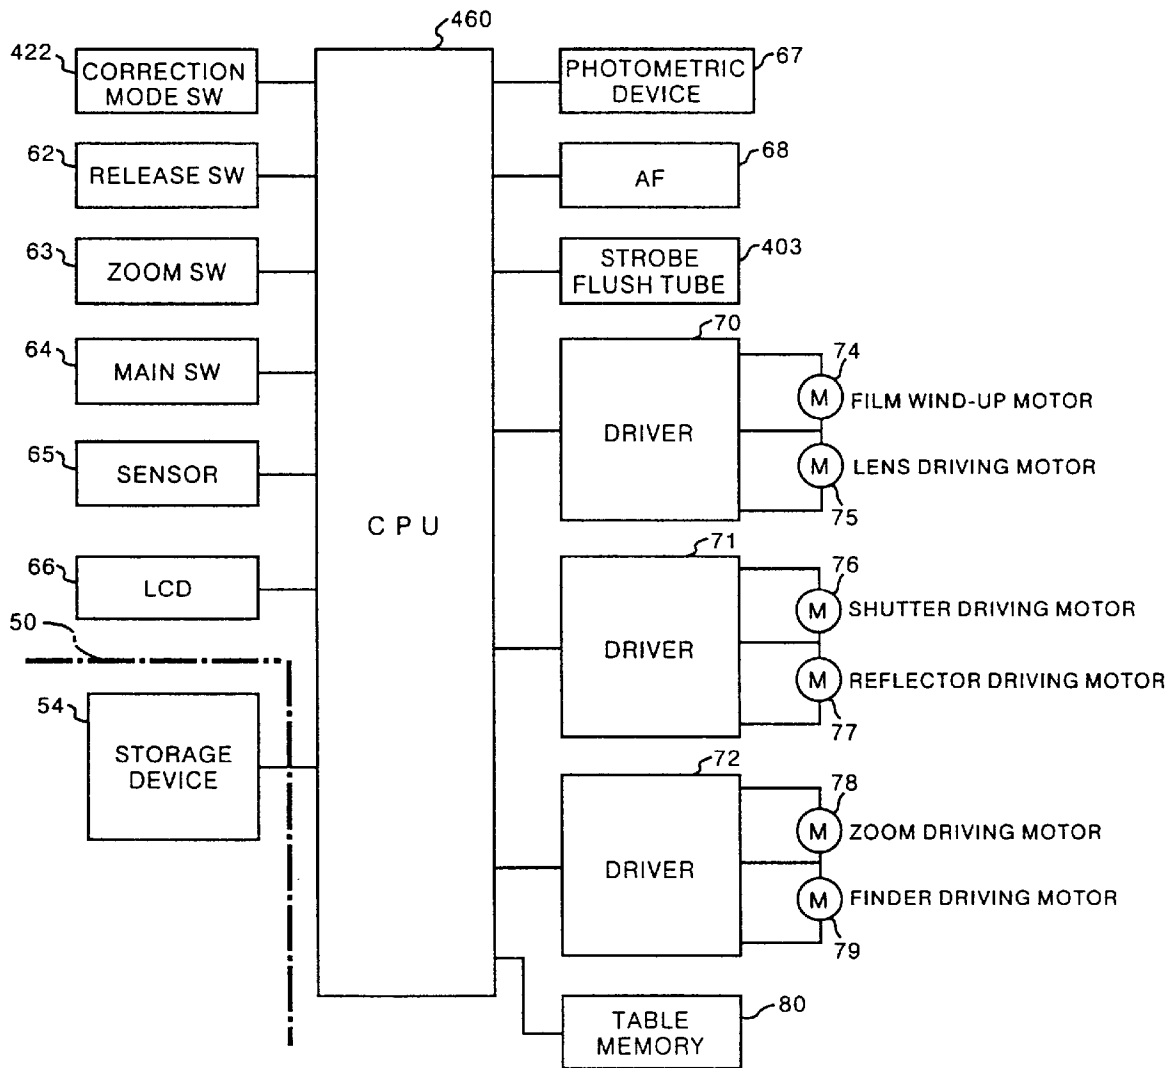 460
422
CORRECTION
MODE SW
PHOTOMETRIC
DEVICE
67
62
RELEASE SW
AF
68
63
ZOOM SW
STROBE
FLUSH TUBE
403
64
MAIN SW
70
DRIVER
74
M
FILM WIND-UP MOTOR
65
SENSOR
M
LENS DRIVING MOTOR
75
CPU
66
LCD
71
DRIVER
76
M
SHUTTER DRIVING MOTOR
50
M
REFLECTOR DRIVING MOTOR
77
54
STORAGE
DEVICE
72
DRIVER
78
M
ZOOM DRIVING MOTOR
M
FINDER DRIVING MOTOR
79
TABLE
MEMORY
80